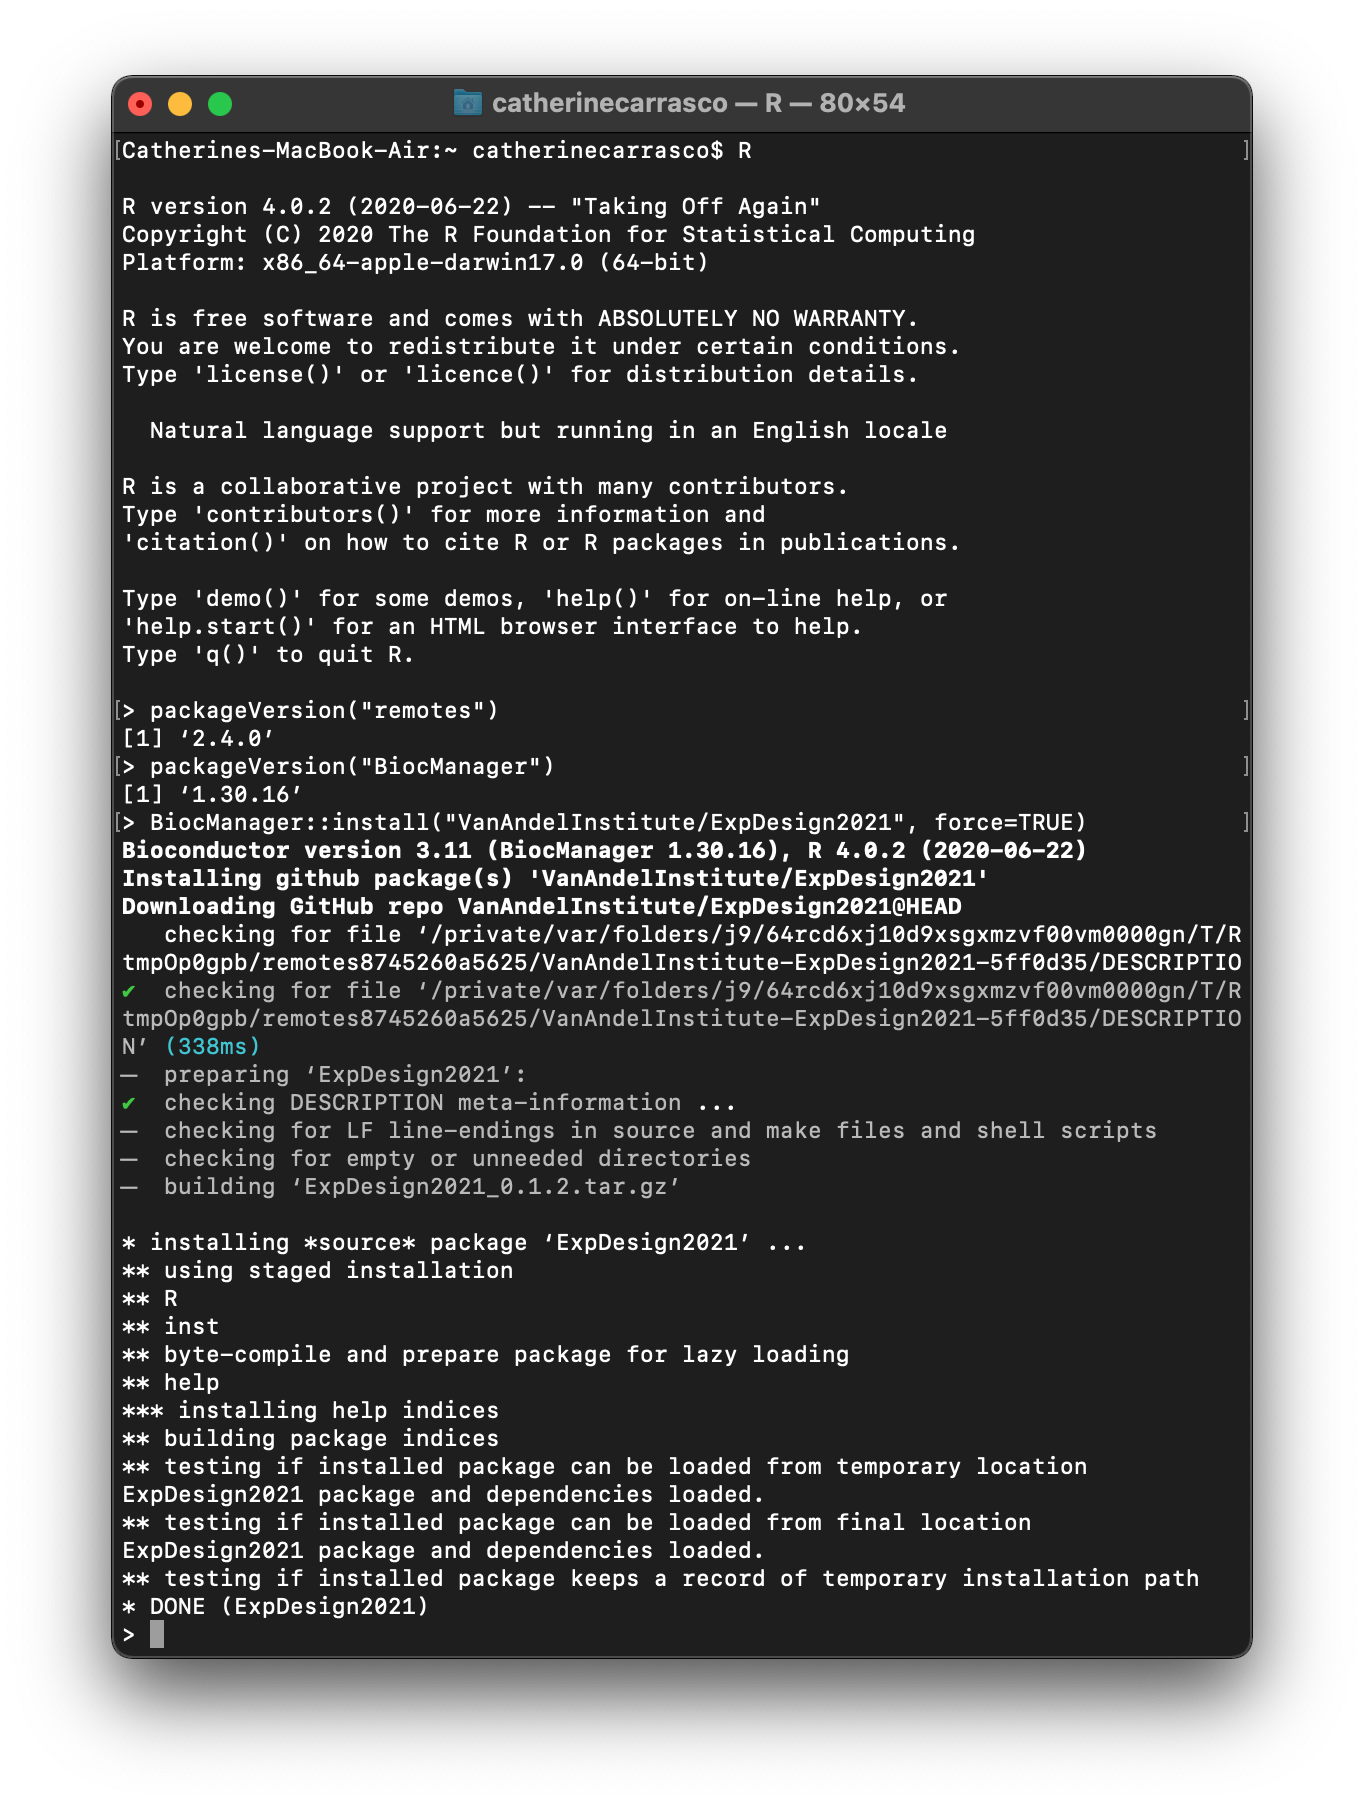 catherinecarrasco — R — 80×54
[Catherines-MacBook-Air:~ catherinecarrasco$ R ]
R version 4.0.2 (2020-06-22) -- "Taking Off Again"
Copyright (C) 2020 The R Foundation for Statistical Computing
Platform: x86_64-apple-darwin17.0 (64-bit)
R is free software and comes with ABSOLUTELY NO WARRANTY.
You are welcome to redistribute it under certain conditions.
Type 'license()' or 'licence()' for distribution details.
  Natural language support but running in an English locale
R is a collaborative project with many contributors.
Type 'contributors()' for more information and
'citation()' on how to cite R or R packages in publications.
Type 'demo()' for some demos, 'help()' for on-line help, or
'help.start()' for an HTML browser interface to help.
Type 'q()' to quit R.
[> packageVersion("remotes") ]
[1] ‘2.4.0’
[> packageVersion("BiocManager") ]
[1] ‘1.30.16’
[> BiocManager::install("VanAndelInstitute/ExpDesign2021", force=TRUE) ]
Bioconductor version 3.11 (BiocManager 1.30.16), R 4.0.2 (2020-06-22)
Installing github package(s) 'VanAndelInstitute/ExpDesign2021'
Downloading GitHub repo VanAndelInstitute/ExpDesign2021@HEAD
   checking for file ‘/private/var/folders/j9/64rcd6xj10d9xsgxmzvf00vm0000gn/T/R
tmpOp0gpb/remotes8745260a5625/VanAndelInstitute-ExpDesign2021-5ff0d35/DESCRIPTIO
✔  checking for file ‘/private/var/folders/j9/64rcd6xj10d9xsgxmzvf00vm0000gn/T/R
tmpOp0gpb/remotes8745260a5625/VanAndelInstitute-ExpDesign2021-5ff0d35/DESCRIPTIO
N’ (338ms)
─  preparing ‘ExpDesign2021’:
✔  checking DESCRIPTION meta-information ...
─  checking for LF line-endings in source and make files and shell scripts
─  checking for empty or unneeded directories
─  building ‘ExpDesign2021_0.1.2.tar.gz’
* installing *source* package ‘ExpDesign2021’ ...
** using staged installation
** R
** inst
** byte-compile and prepare package for lazy loading
** help
*** installing help indices
** building package indices
** testing if installed package can be loaded from temporary location
ExpDesign2021 package and dependencies loaded.
** testing if installed package can be loaded from final location
ExpDesign2021 package and dependencies loaded.
** testing if installed package keeps a record of temporary installation path
* DONE (ExpDesign2021)
>